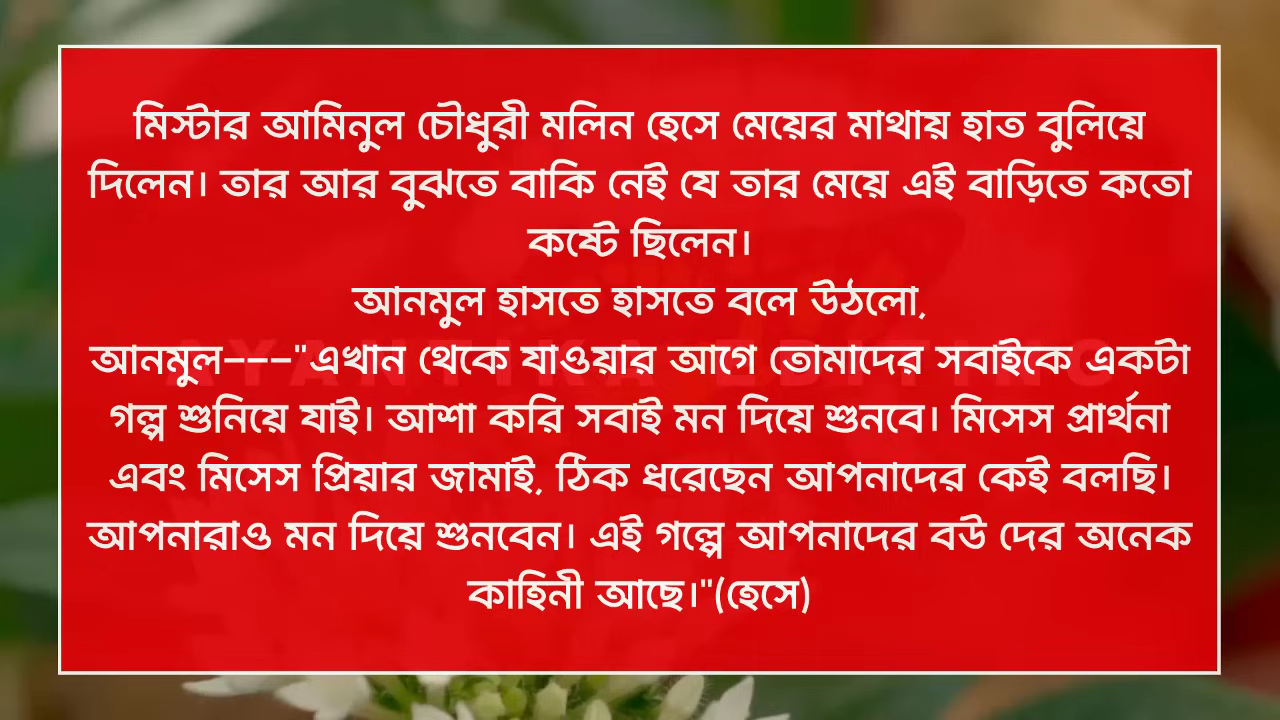 মিস্টার আমিনুল চৌধুরী মলিন হেসে মেয়ের মাথায় হাত বুলিয়ে
দিলেন। তার আর বুঝতে বাকি নেই যে তার মেয়ে এই বাড়িতে কতো
কষ্টে ছিলেন।
আনমুল হাসতে হাসতে বলে উঠলো,
আনমুল---"এখান থেকে যাওয়ার আগে তোমাদের সবাইকে একটা
গল্প শুনিয়ে যাই। আশা করি সবাই মন দিয়ে শুনবে। মিসেস প্রার্থনা
এবং মিসেস প্রিয়ার জামাই, ঠিক ধরেছেন আপনাদের কেই বলছি।
আপনারাও মন দিয়ে শুনবেন। এই গল্পে আপনাদের বউ দের অনেক
কাহিনী আছে।"(হেসে)